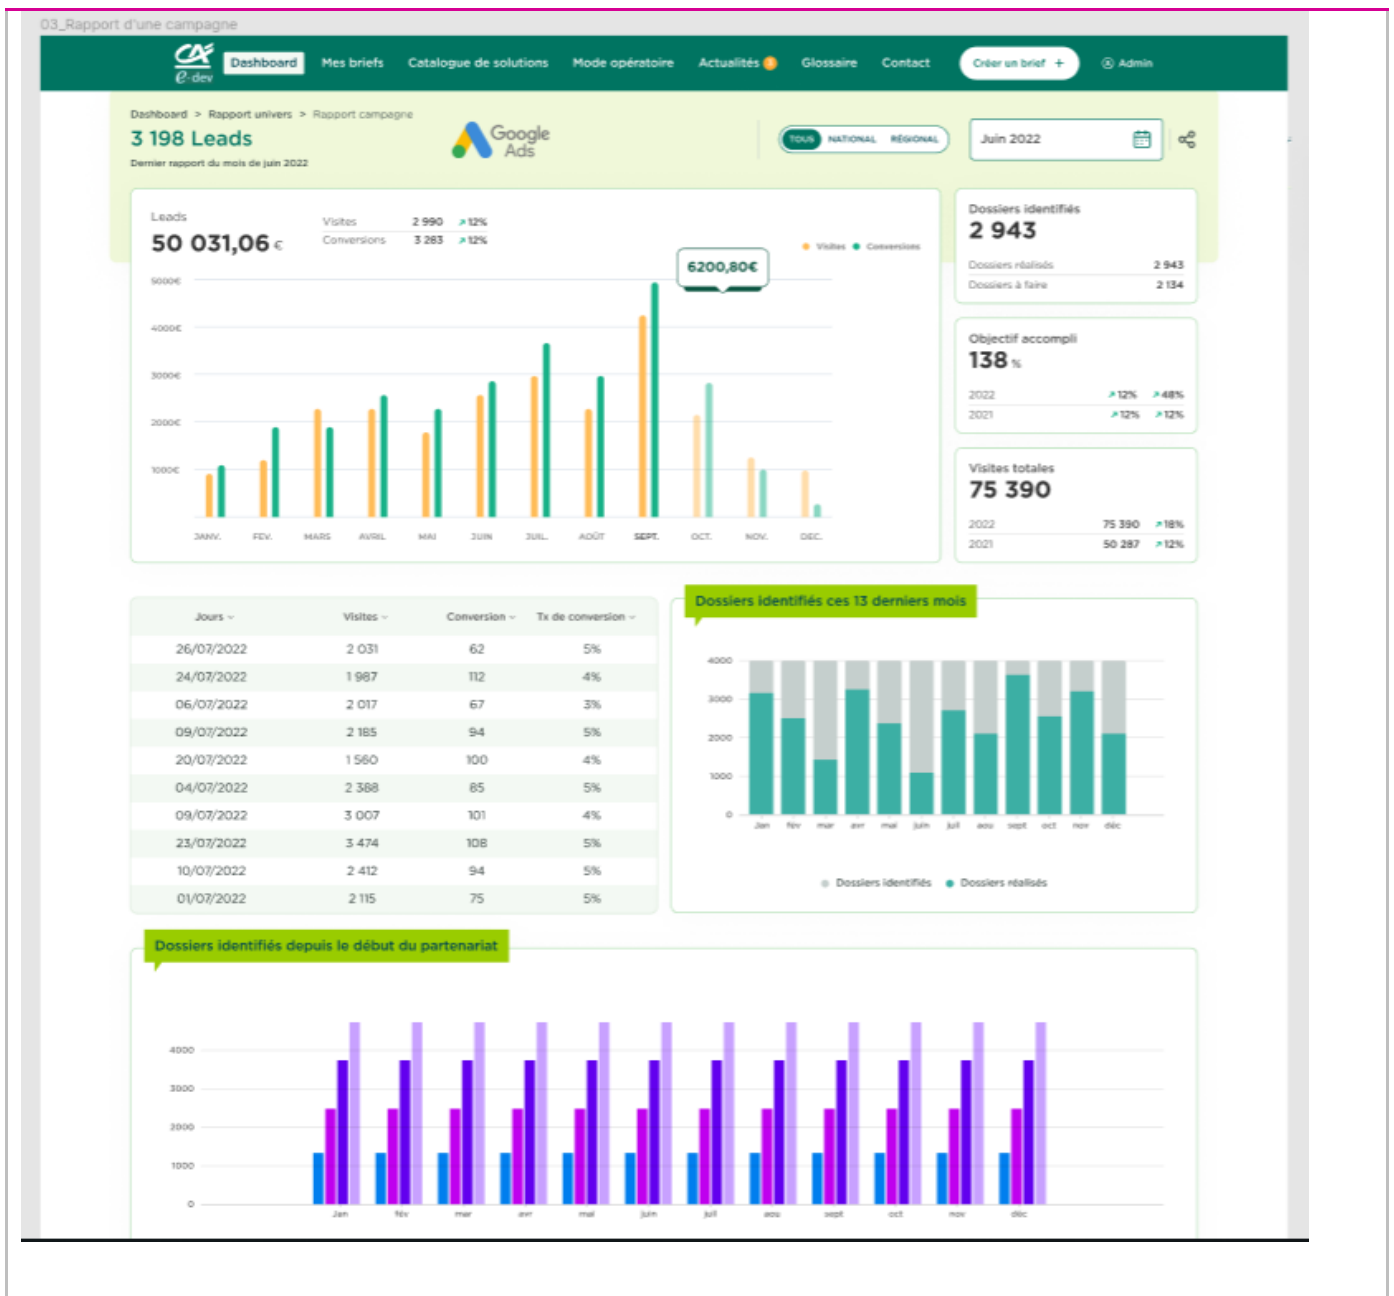 03_Rapport d'une campagne
CA
e-dev
Dashboard Mes briefs Catalogue de solutions Mode opératoire Actualités Glossaire Contact Créer un brief + Admin
Dashboard > Rapport univers > Rapport campagne
3 198 Leads
Dernier rapport du mois de juin 2022
Google
Ads
TOUS NATIONAL RÉGIONAL
Juin 2022
Leads
50 031,06 €
Visites 2 990 12%
Conversions 3 283 12%
Visites Conversions
6200,80€
5000€
4000€
3000€
2000€
1000€
JANV. FEV. MARS AVRIL MAI JUIN JUIL. AOÛT SEPT. OCT. NOV. DEC.
Dossiers identifiés
2 943
Dossiers réalisés 2 943
Dossiers à faire 2 134
Objectif accompli
138 %
2022 12% 48%
2021 12% 12%
Visites totales
75 390
2022 75 390 18%
2021 50 287 12%
Jours Visites Conversion Tx de conversion
26/07/2022 2 031 62 5%
24/07/2022 1 987 112 4%
06/07/2022 2 017 67 3%
09/07/2022 2 185 94 5%
20/07/2022 1 560 100 4%
04/07/2022 2 388 85 5%
09/07/2022 3 007 101 4%
23/07/2022 3 474 108 5%
10/07/2022 2 412 94 5%
01/07/2022 2 115 75 5%
Dossiers identifiés ces 13 derniers mois
4000
3000
2000
1000
0
Jan fév mar avr mai juin juil aou sept oct nov déc
Dossiers identifiés Dossiers réalisés
Dossiers identifiés depuis le début du partenariat
4000
3000
2000
1000
0
Jan fév mar avr mai juin juil aou sept oct nov déc